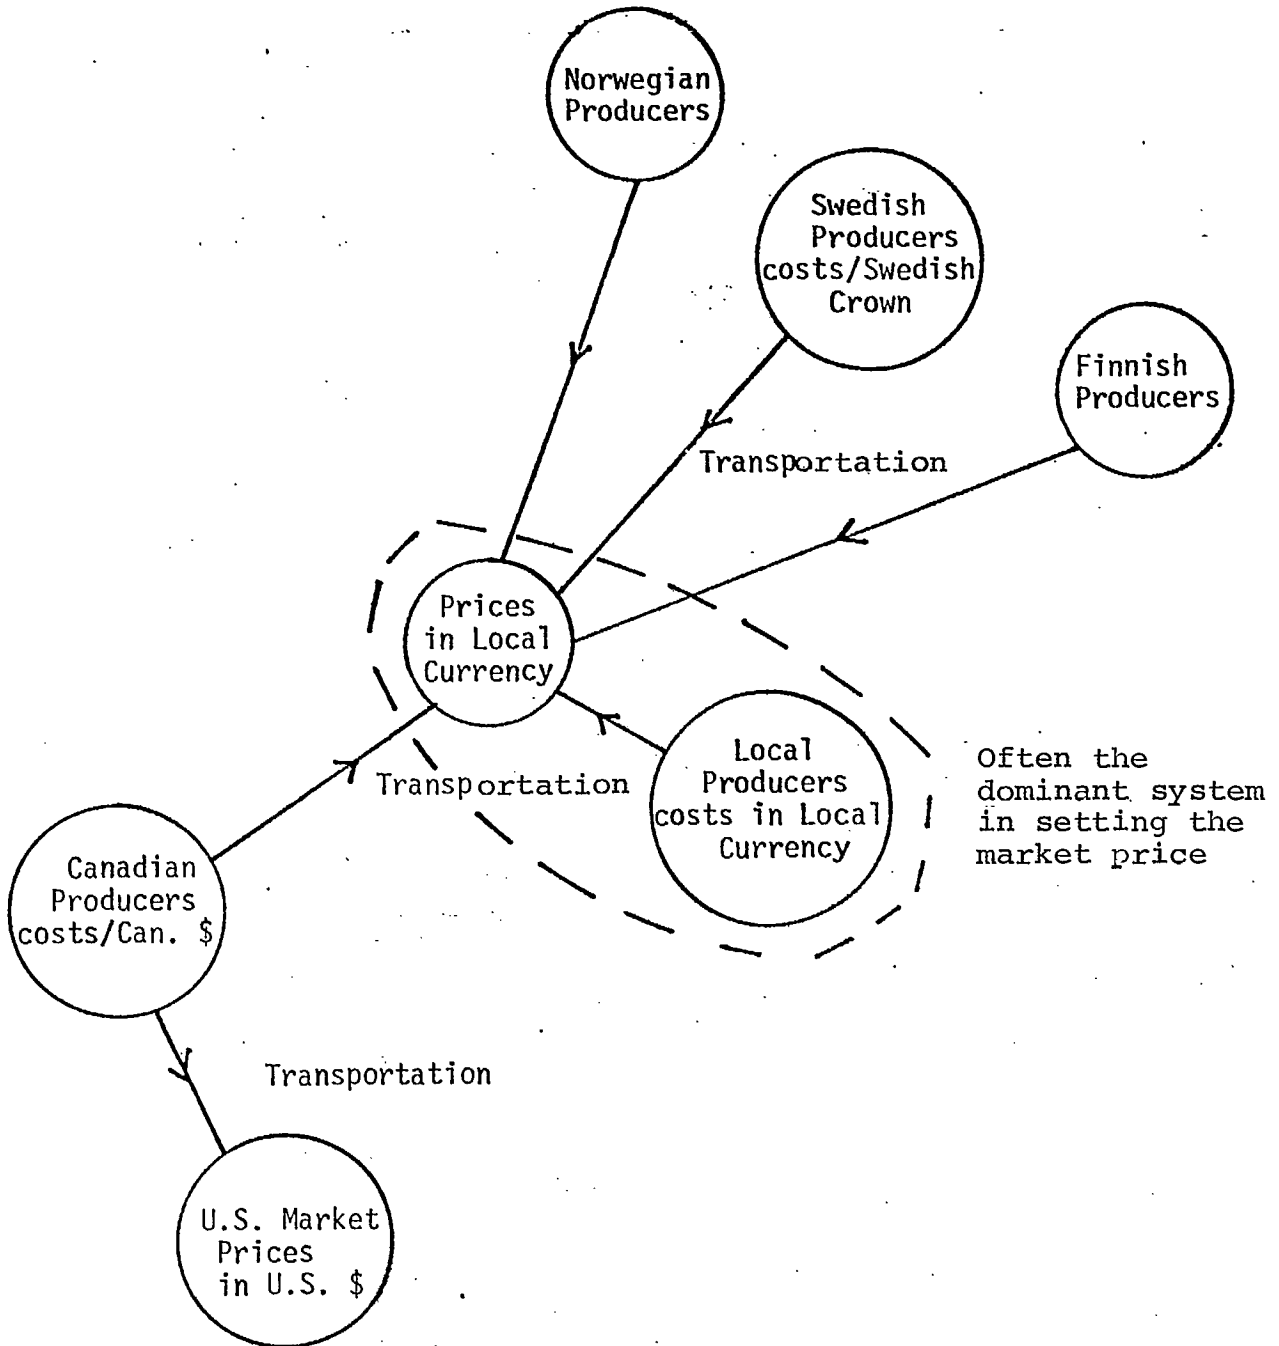 Norwegian
Producers
Swedish
Producers
costs/Swedish
Crown
Finnish
Producers
Transportation
Prices
in Local
Currency
Transportation
Local
Producers
costs in Local
Currency
Often the
dominant system
in setting the
market price
Canadian
Producers
costs/Can. $
Transportation
U.S. Market
Prices
in U.S. $